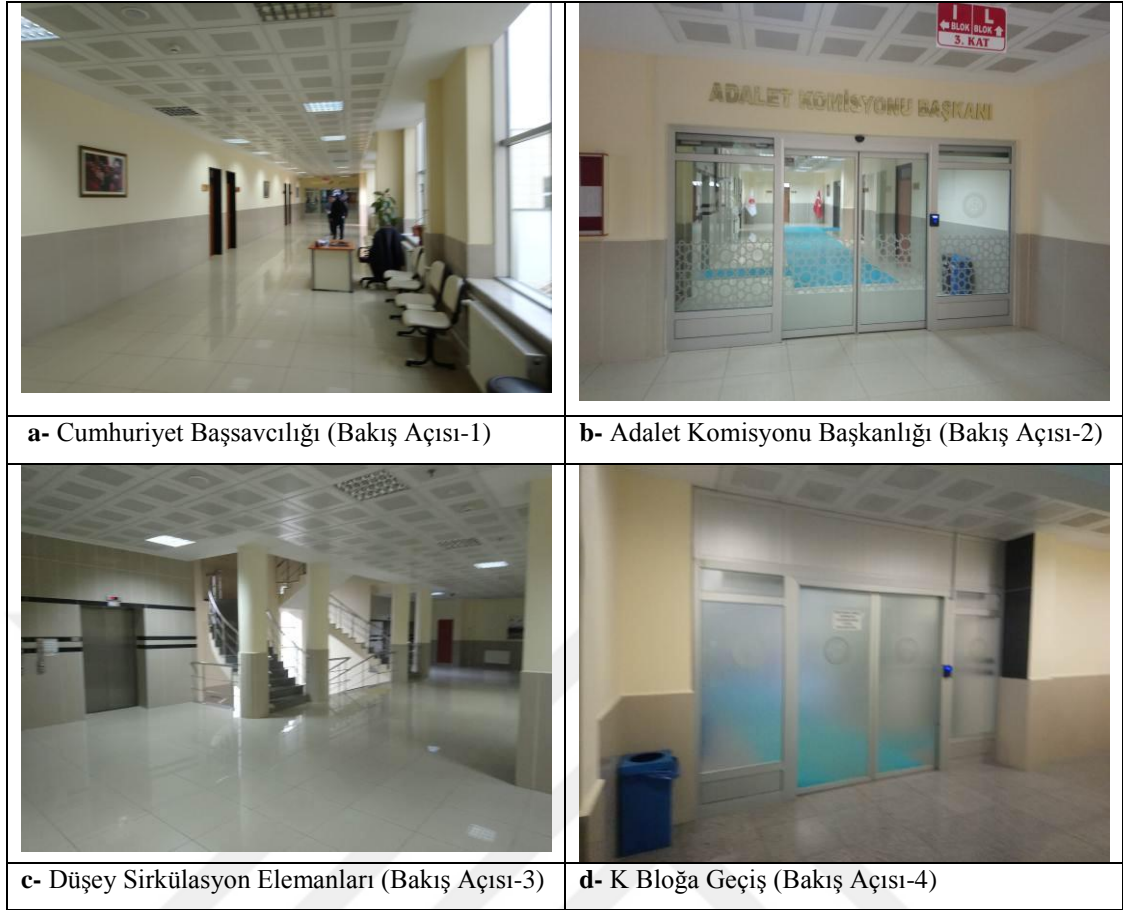 I L
BLOK BLOK
3. KAT
ADALET KOMİSYONU BAŞKANI
a- Cumhuriyet Başsavcılığı (Bakış Açısı-1)
b- Adalet Komisyonu Başkanlığı (Bakış Açısı-2)
c- Düşey Sirkülasyon Elemanları (Bakış Açısı-3)
d- K Bloğa Geçiş (Bakış Açısı-4)